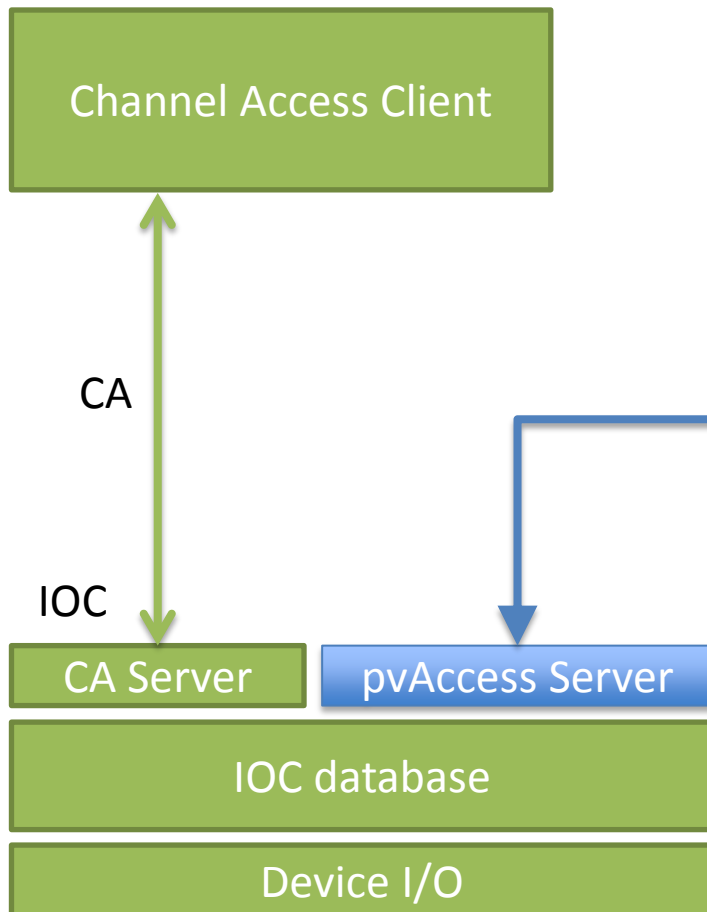 Channel Access Client
CA
IOC
CA Server
pvAccess Server
IOC database
Device I/O